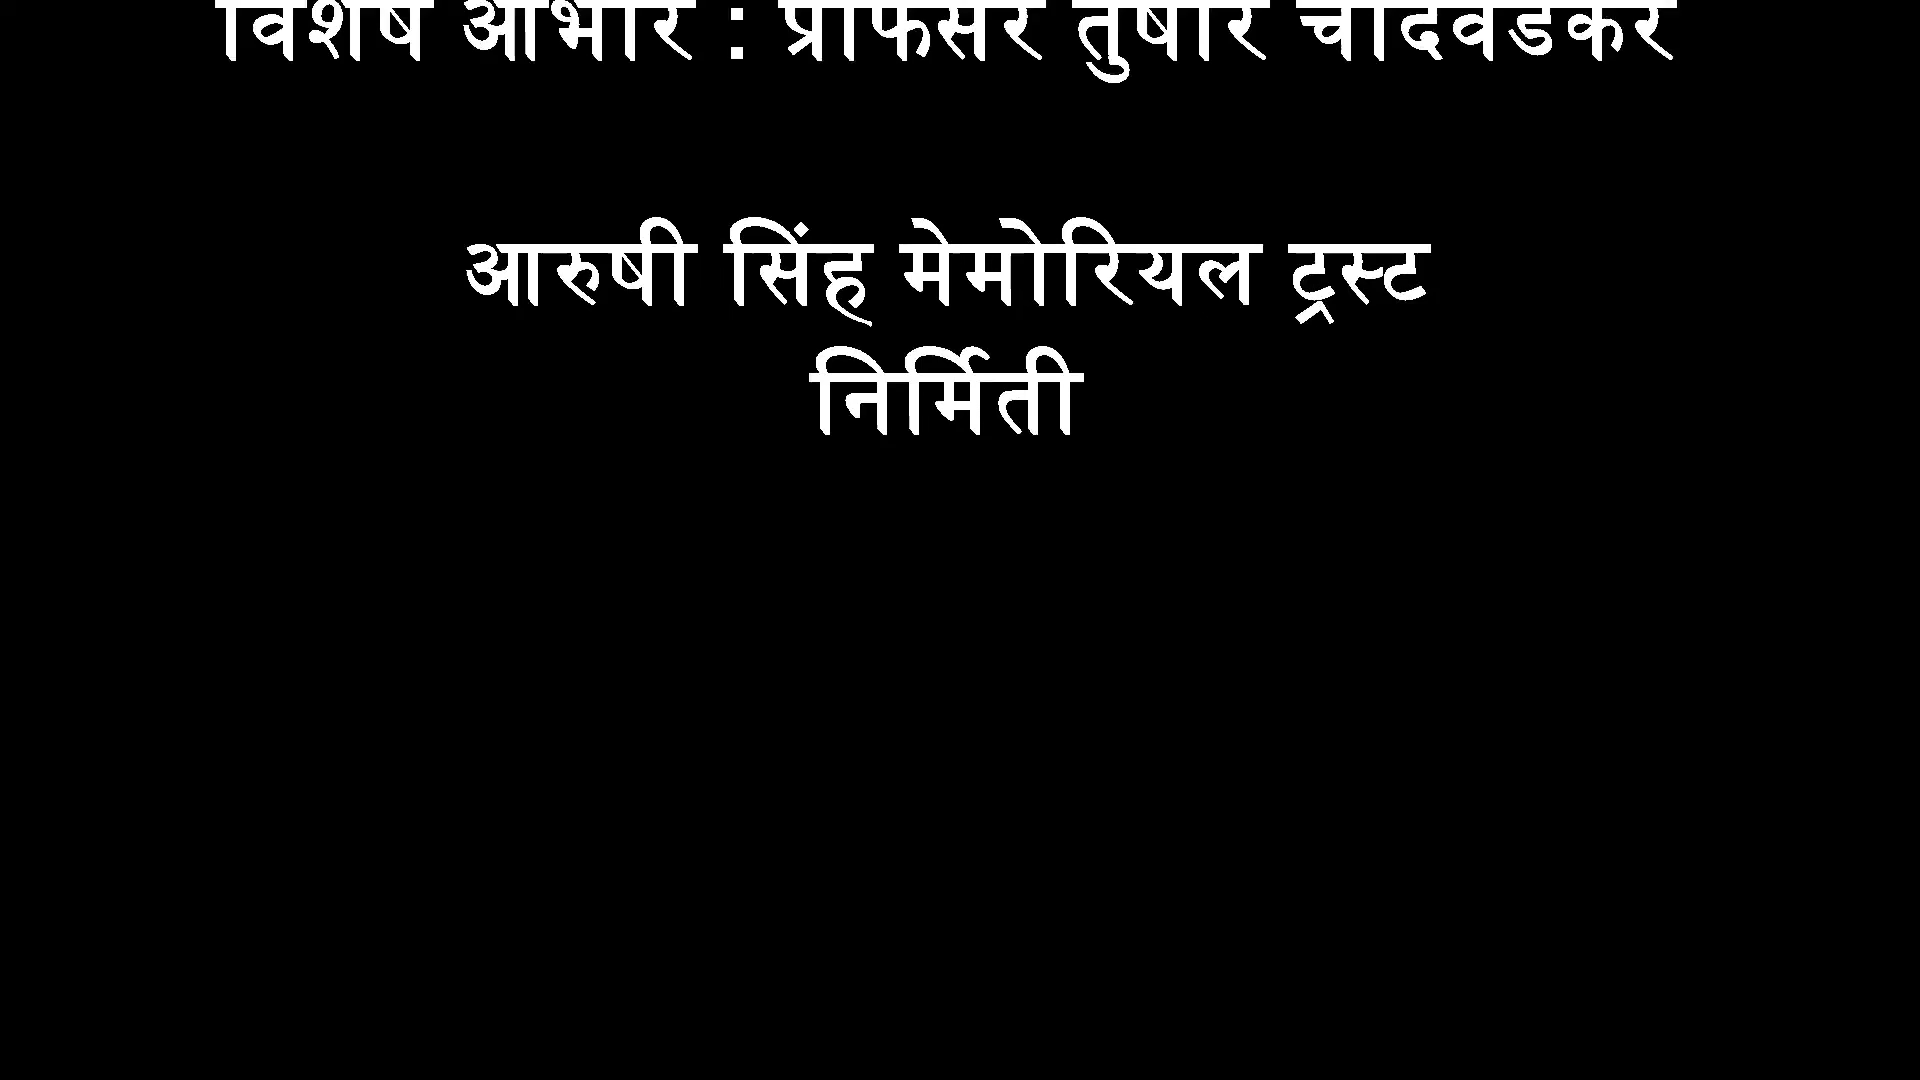 विशेष आभार : प्रोफेसर तुषार चांदवडकर
आरुषी सिंह मेमोरियल ट्रस्ट
निर्मिती